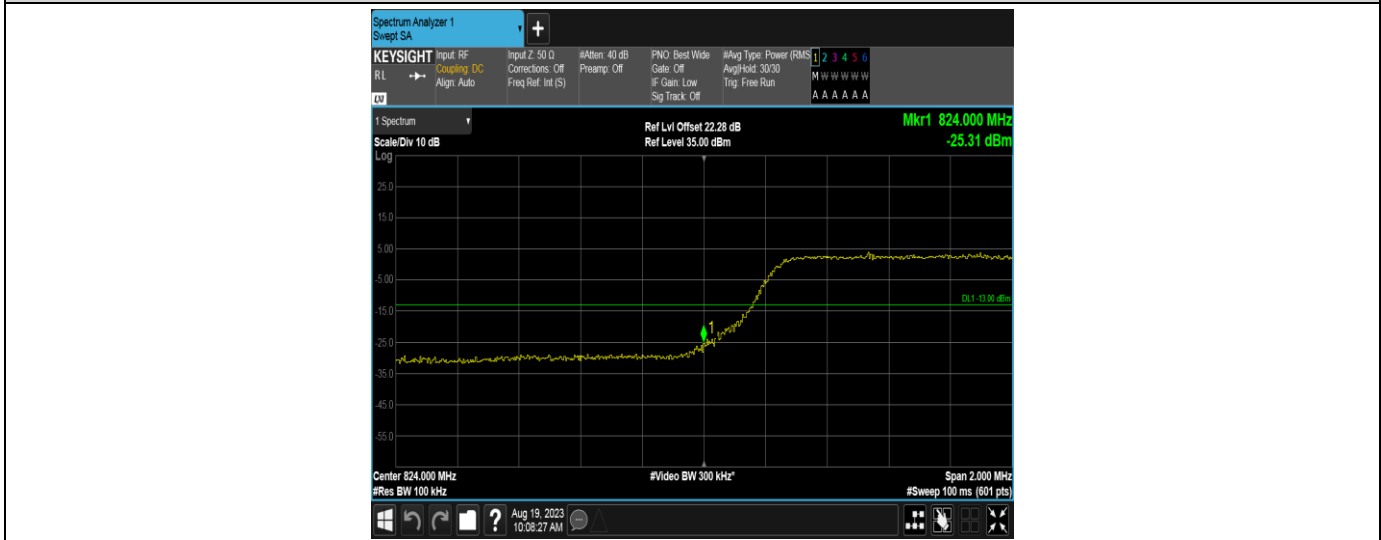 Spectrum Analyzer 1
Swept SA
+
KEYSIGHT
RL
LXI
Input: RF
Coupling: DC
Align: Auto
Input Z: 50 Ω
Corrections: Off
Freq Ref: Int (S)
#Atten: 40 dB
Preamp: Off
PNO: Best Wide
Gate: Off
IF Gain: Low
Sig Track: Off
#Avg Type: Power (RMS
Avg|Hold: 30/30
Trig: Free Run
1 2 3 4 5 6
M W W W W W
A A A A A A
1 Spectrum
Scale/Div 10 dB
Ref Lvl Offset 22.28 dB
Ref Level 35.00 dBm
Mkr1 824.000 MHz
-25.31 dBm
Log
25.0
15.0
5.00
-5.00
DL1 -13.00 dBm
-15.0
1
-25.0
-35.0
-45.0
-55.0
Center 824.000 MHz
#Video BW 300 kHz*
Span 2.000 MHz
#Res BW 100 kHz
#Sweep 100 ms (601 pts)
?
Aug 19, 2023
10:08:27 AM